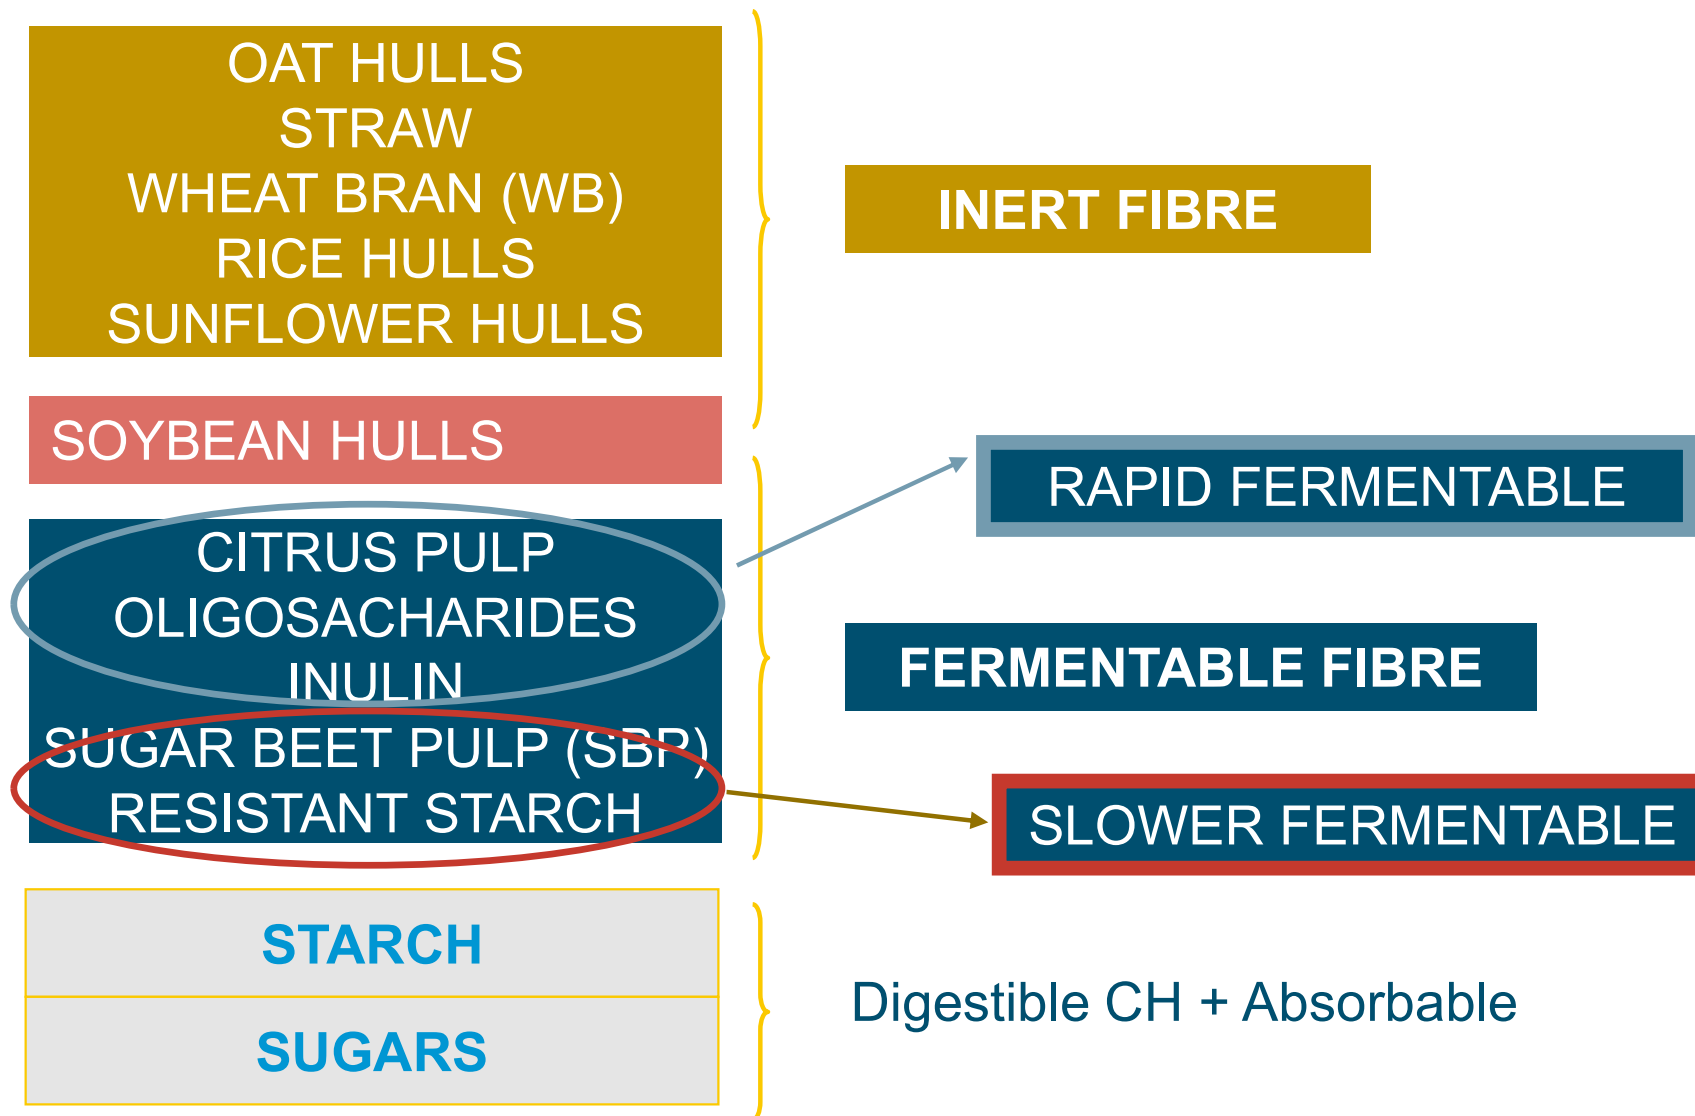 OAT HULLS
STRAW
WHEAT BRAN (WB)
RICE HULLS
SUNFLOWER HULLS
INERT FIBRE
SOYBEAN HULLS
RAPID FERMENTABLE
CITRUS PULP
OLIGOSACHARIDES
INULIN
SUGAR BEET PULP (SBP)
RESISTANT STARCH
FERMENTABLE FIBRE
SLOWER FERMENTABLE
STARCH
SUGARS
Digestible CH + Absorbable